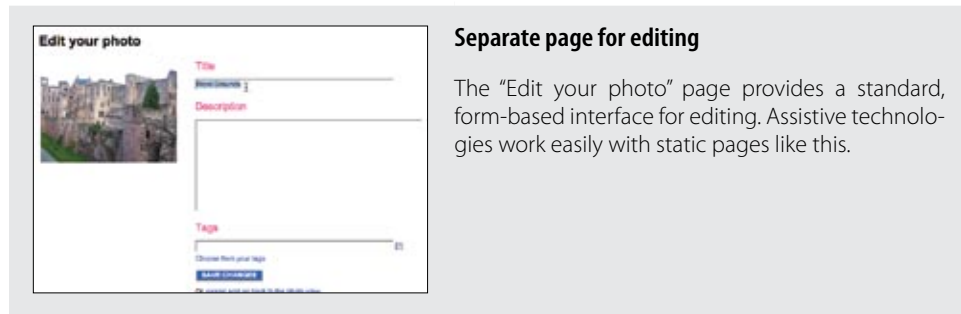 Edit your photo
Title
Description
Tags
Choose from your tags
SAVE CHANGES
Separate page for editing
The “Edit your photo” page provides a standard,
form-based interface for editing. Assistive technolo-
gies work easily with static pages like this.